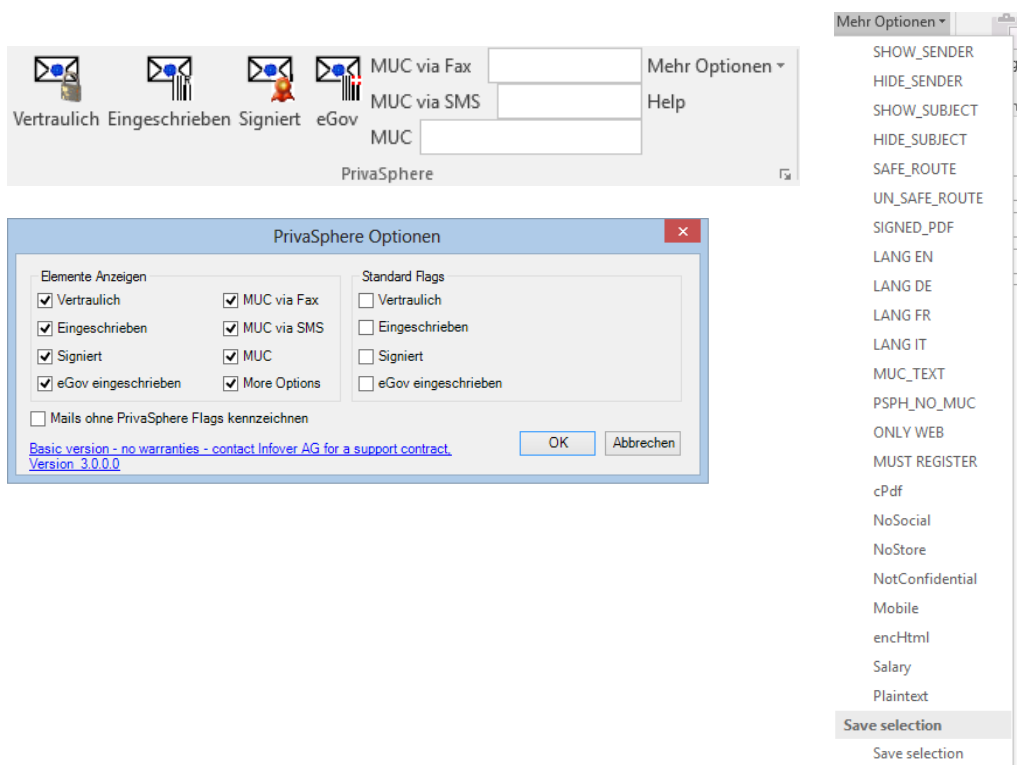 MUC via Fax
Mehr Optionen
MUC via SMS
Help
Vertraulich Eingeschrieben Signiert eGov
MUC
PrivaSphere
PrivaSphere Optionen
Elemente Anzeigen
Vertraulich
MUC via Fax
Eingeschrieben
MUC via SMS
Signiert
MUC
eGov eingeschrieben
More Options
Standard Flags
Vertraulich
Eingeschrieben
Signiert
eGov eingeschrieben
Mails ohne PrivaSphere Flags kennzeichnen
Basic version - no warranties - contact Infover AG for a support contract,
Version 3.0.0.0
OK
Abbrechen
Mehr Optionen
SHOW_SENDER
HIDE_SENDER
SHOW_SUBJECT
HIDE_SUBJECT
SAFE_ROUTE
UN_SAFE_ROUTE
SIGNED_PDF
LANG EN
LANG DE
LANG FR
LANG IT
MUC_TEXT
PSPH_NO_MUC
ONLY WEB
MUST REGISTER
cPdf
NoSocial
NoStore
NotConfidential
Mobile
encHtml
Salary
Plaintext
Save selection
Save selection